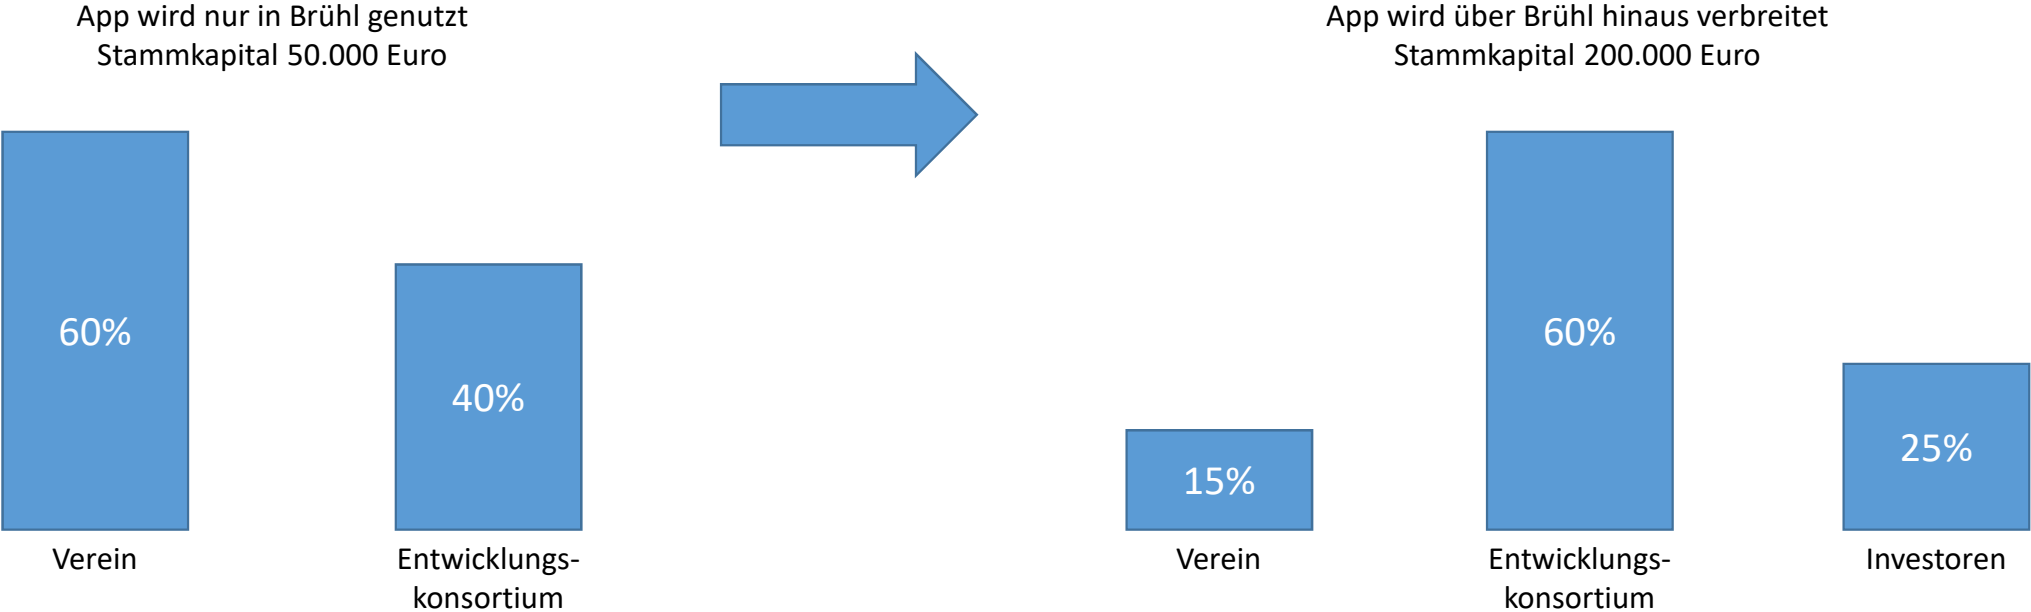 App wird nur in Brühl genutzt
Stammkapital 50.000 Euro
60%
40%
Verein
Entwicklungs-
konsortium
App wird über Brühl hinaus verbreitet
Stammkapital 200.000 Euro
15%
60%
25%
Verein
Entwicklungs-
konsortium
Investoren